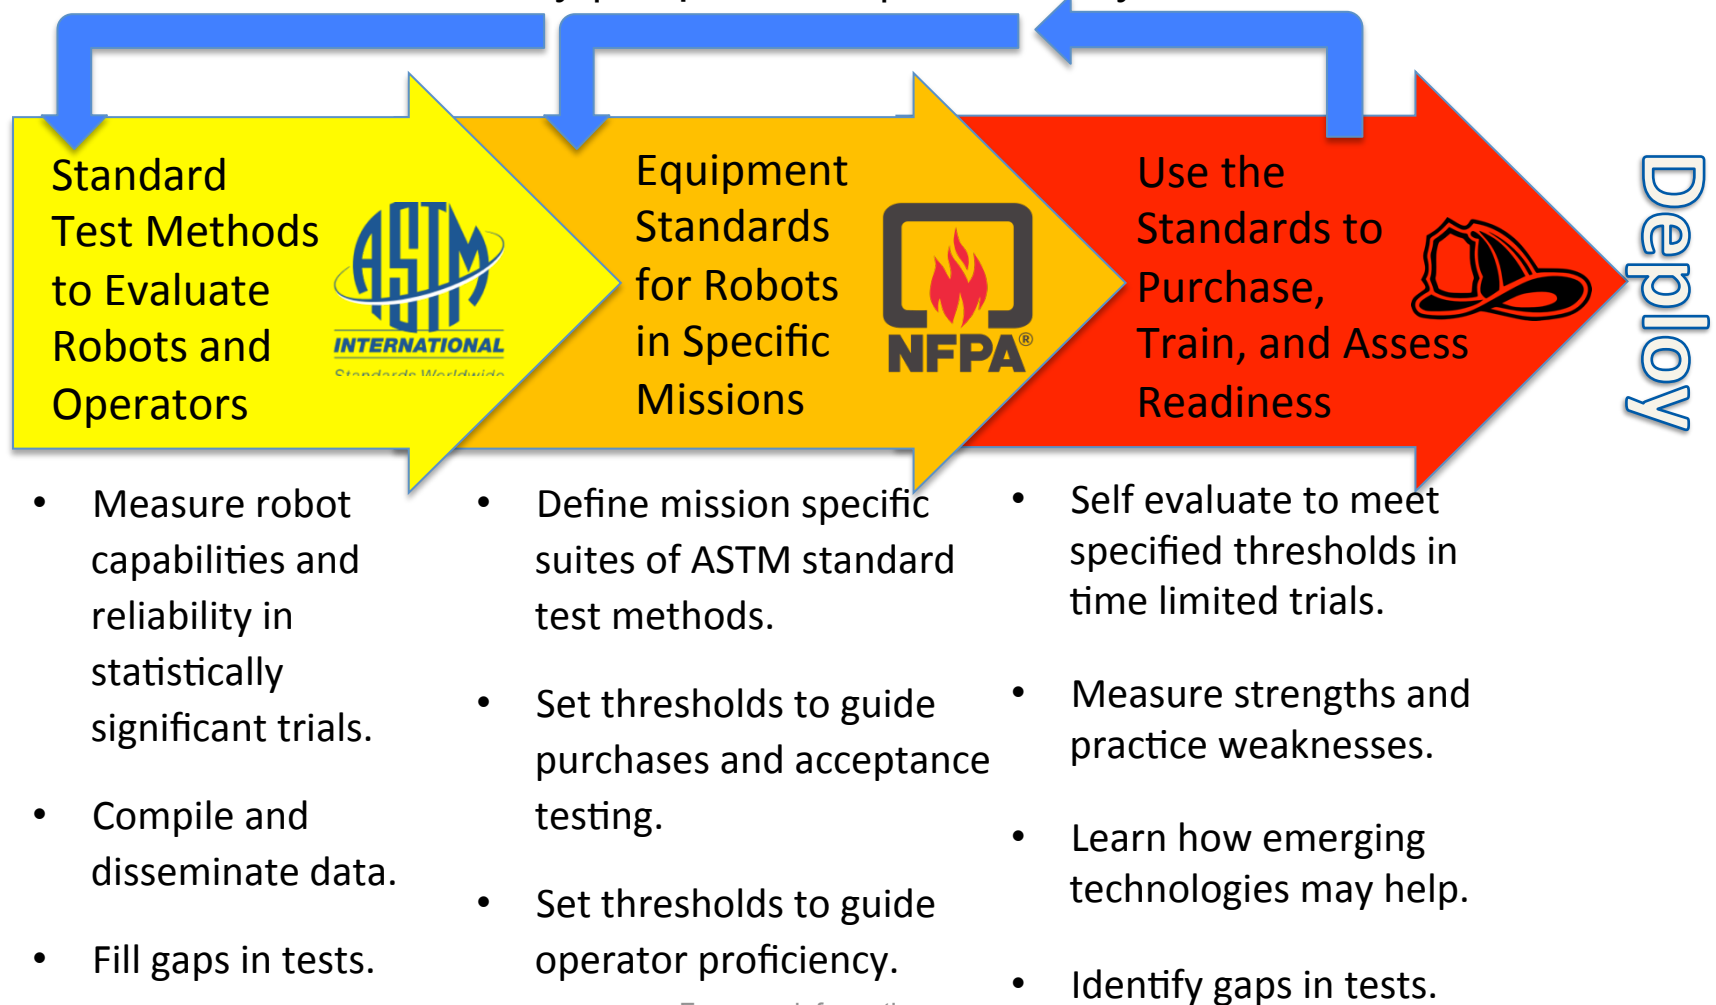 Standard
Test Methods
to Evaluate
Robots and
Operators
ASTM
INTERNATIONAL
Standards Worldwide
Equipment
Standards
for Robots
in Specific
Missions
NFPA®
Use the
Standards to
Purchase,
Train, and Assess
Readiness
Deploy
• Measure robot
capabilities and
reliability in
statistically
significant trials.
• Compile and
disseminate data.
• Fill gaps in tests.
• Define mission specific
suites of ASTM standard
test methods.
• Set thresholds to guide
purchases and acceptance
testing.
• Set thresholds to guide
operator proficiency.
• Self evaluate to meet
specified thresholds in
time limited trials.
• Measure strengths and
practice weaknesses.
• Learn how emerging
technologies may help.
• Identify gaps in tests.